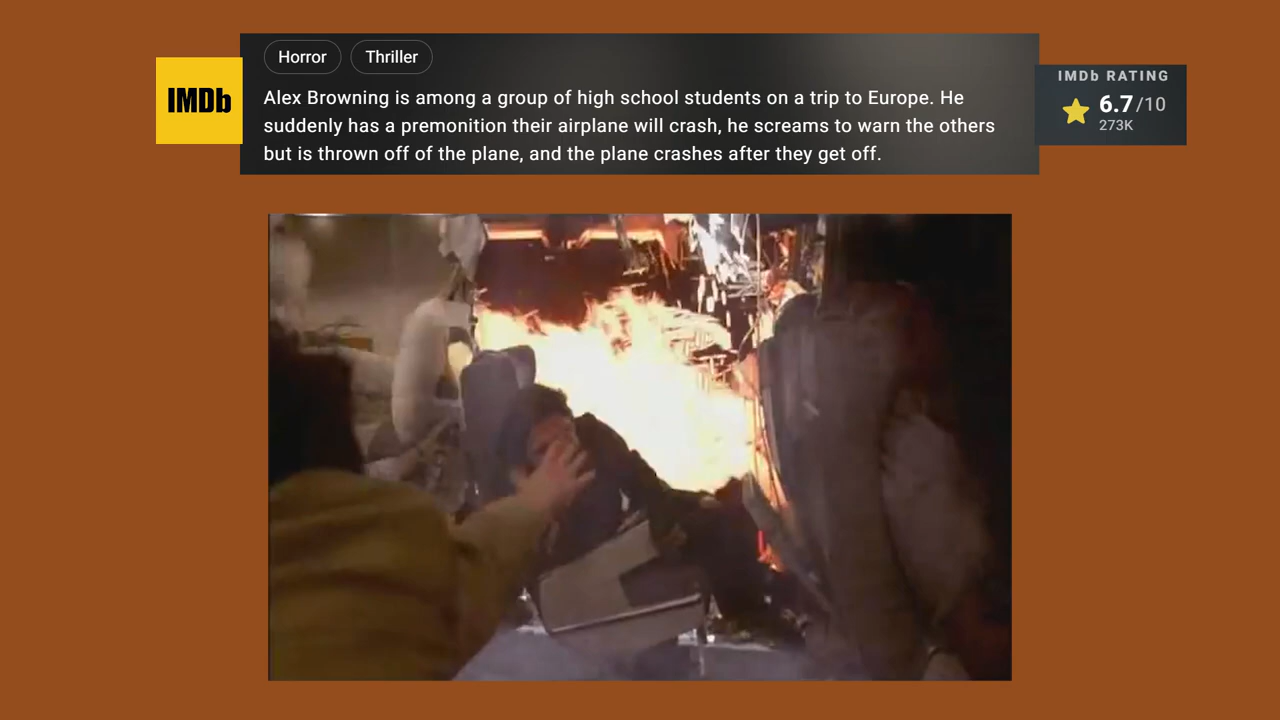 Horror Thriller
IMDb
Alex Browning is among a group of high school students on a trip to Europe. He
suddenly has a premonition their airplane will crash, he screams to warn the others
but is thrown off of the plane, and the plane crashes after they get off.
IMDb RATING
6.7/10
273K